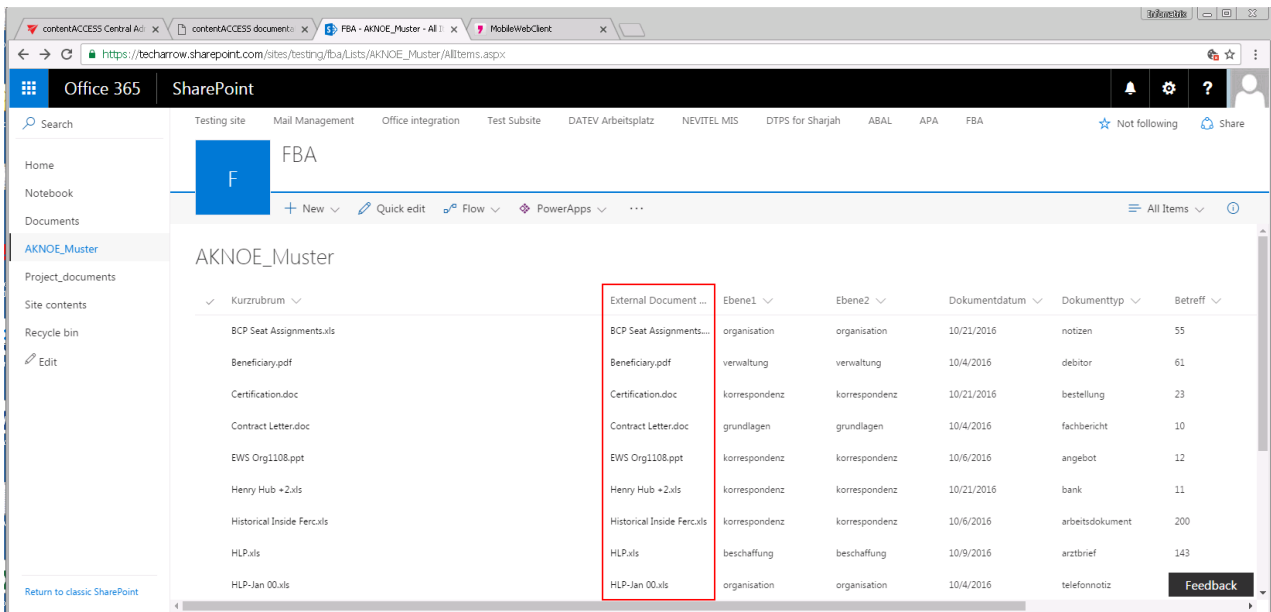 Infomatrix
contentACCESS Central Ad
contentACCESS documenta
FBA - AKNOE_Muster - All I
MobileWebClient
https://techarrow.sharepoint.com/sites/testing/fba/Lists/AKNOE_Muster/AllItems.aspx
Office 365 SharePoint ?
Search
Home
Notebook
Documents
AKNOE_Muster
Project_documents
Site contents
Recycle bin
Edit
Return to classic SharePoint
Testing site Mail Management Office integration Test Subsite DATEV Arbeitsplatz NEVITEL MIS DTPS for Sharjah ABAL APA FBA Not following Share
F FBA
New Quick edit Flow PowerApps ... All Items
AKNOE_Muster
Kurzrubrum External Document ... Ebene1 Ebene2 Dokumentdatum Dokumenttyp Betreff
BCP Seat Assignments.xls BCP Seat Assignments.... organisation organisation 10/21/2016 notizen 55
Beneficiary.pdf Beneficiary.pdf verwaltung verwaltung 10/4/2016 debitor 61
Certification.doc Certification.doc korrespondenz korrespondenz 10/21/2016 bestellung 23
Contract Letter.doc Contract Letter.doc grundlagen grundlagen 10/4/2016 fachbericht 10
EWS Org1108.ppt EWS Org1108.ppt korrespondenz korrespondenz 10/6/2016 angebot 12
Henry Hub +2.xls Henry Hub +2.xls korrespondenz korrespondenz 10/21/2016 bank 11
Historical Inside Ferc.xls Historical Inside Ferc.xls korrespondenz korrespondenz 10/6/2016 arbeitsdokument 200
HLP.xls HLP.xls beschaffung beschaffung 10/9/2016 arztbrief 143
HLP-Jan 00.xls HLP-Jan 00.xls organisation organisation 10/4/2016 telefonnotiz
Feedback